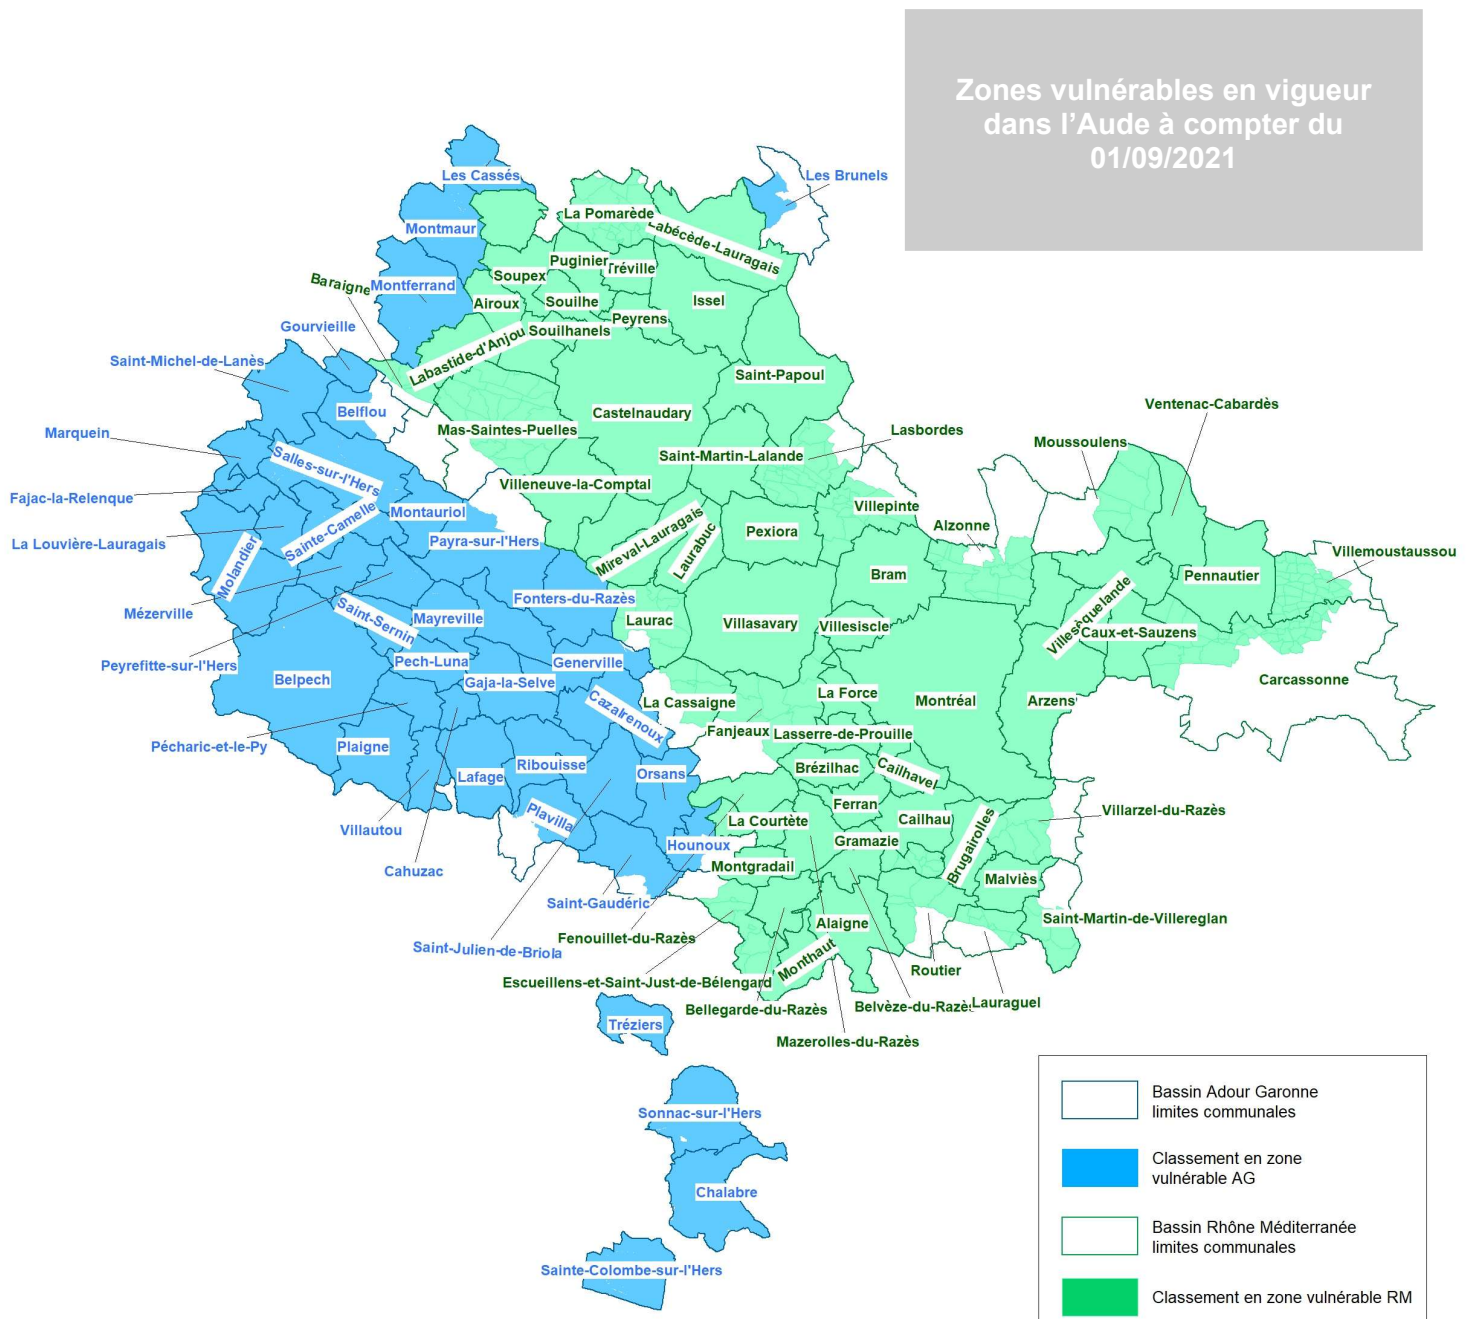 Zones vulnérables en vigueur
dans l'Aude à compter du
01/09/2021
Les Cassés
Les Brunels
La Pomarède
Montmaur
Labécède-Lauragais
Puginier
Tréville
Soupex
Baraigne
Montferrand
Airoux
Souilhe
Issel
Peyrens
Gourvieille
Souilhanels
Labastide-d'Anjou
Saint-Michel-de-Lanès
Saint-Papoul
Belflou
Castelnaudary
Ventenac-Cabardès
Marquein
Mas-Saintes-Puelles
Lasbordes
Moussoulens
Salles-sur-l'Hers
Saint-Martin-Lalande
Fajac-la-Relenque
Villeneuve-la-Comptal
Montauriol
Villepinte
Sainte-Camelle
Alzonne
La Louvière-Lauragais
Payra-sur-l'Hers
Mireval-Lauragais
Laurabuc
Pexiora
Villemoustaussou
Molandier
Bram
Pennautier
Mézerville
Fonters-du-Razès
Saint-Sernin
Mayreville
Laurac
Villasavary
Villesiscle
Villesèquelande
Caux-et-Sauzens
Peyrefitte-sur-l'Hers
Pech-Luna
Generville
Belpech
Gaja-la-Selve
Carcassonne
Cazalrenoux
La Cassaigne
La Force
Montréal
Arzens
Pécharic-et-le-Py
Plaigne
Fanjeaux
Lasserre-de-Prouille
Ribouisse
Orsans
Brézilhac
Cailhavel
Lafage
Ferran
Villautou
Plavilla
La Courtète
Cailhau
Villarzel-du-Razès
Hounoux
Gramazie
Brugairolles
Cahuzac
Montgradail
Malviès
Saint-Gaudéric
Saint-Martin-de-Villereglan
Alaigne
Saint-Julien-de-Briola
Fenouillet-du-Razès
Monthaut
Routier
Escueillens-et-Saint-Just-de-Bélengard
Bellegarde-du-Razès
Belvèze-du-Razès
Lauraguel
Tréziers
Mazerolles-du-Razès
Sonnac-sur-l'Hers
Chalabre
Sainte-Colombe-sur-l'Hers
Bassin Adour Garonne
limites communales
Classement en zone
vulnérable AG
Bassin Rhône Méditerranée
limites communales
Classement en zone vulnérable RM